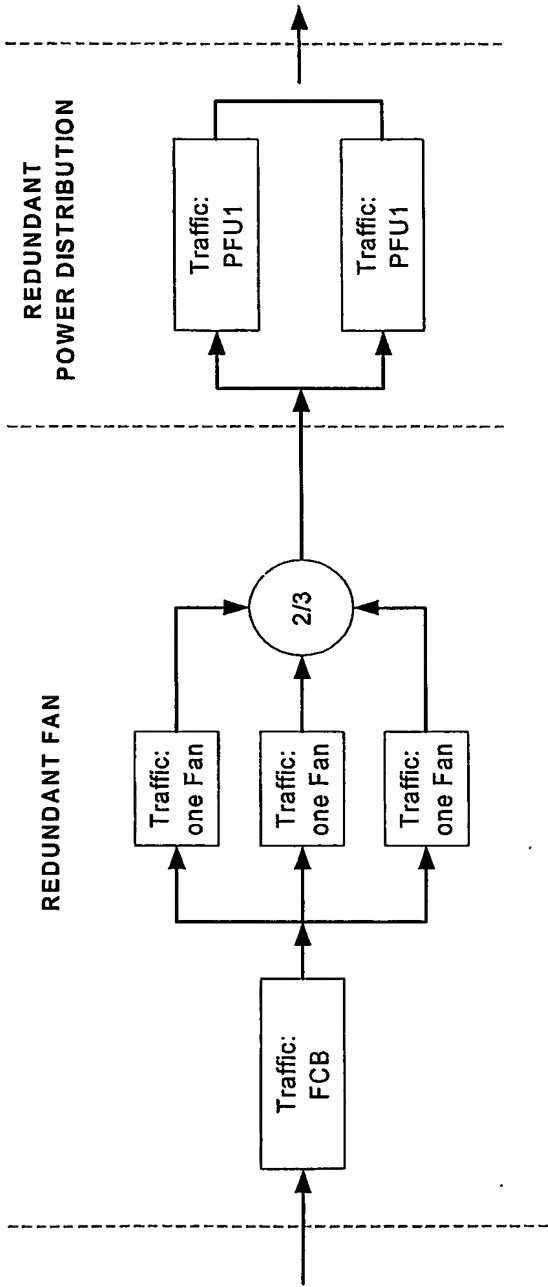 REDUNDANT FAN
Traffic:
FCB
Traffic:
one Fan
Traffic:
one Fan
Traffic:
one Fan
2/3
REDUNDANT
POWER DISTRIBUTION
Traffic:
PFU1
Traffic:
PFU1